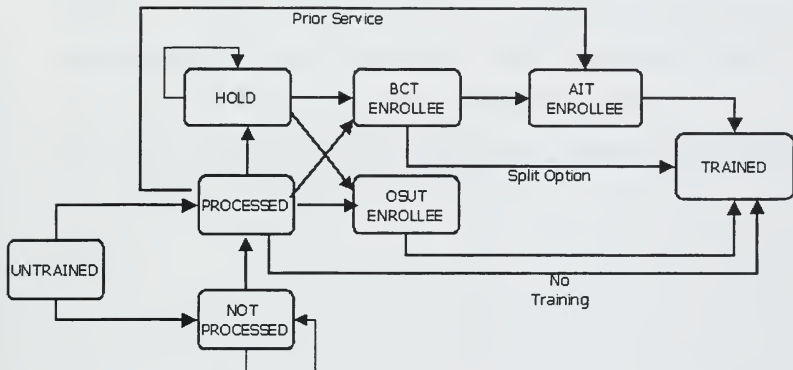 Prior Service
HOLD
BCT
ENROLLEE
AIT
ENROLLEE
TRAINED
Split Option
PROCESSED
OSUT
ENROLLEE
UNTRAINED
No
Training
NOT
PROCESSED